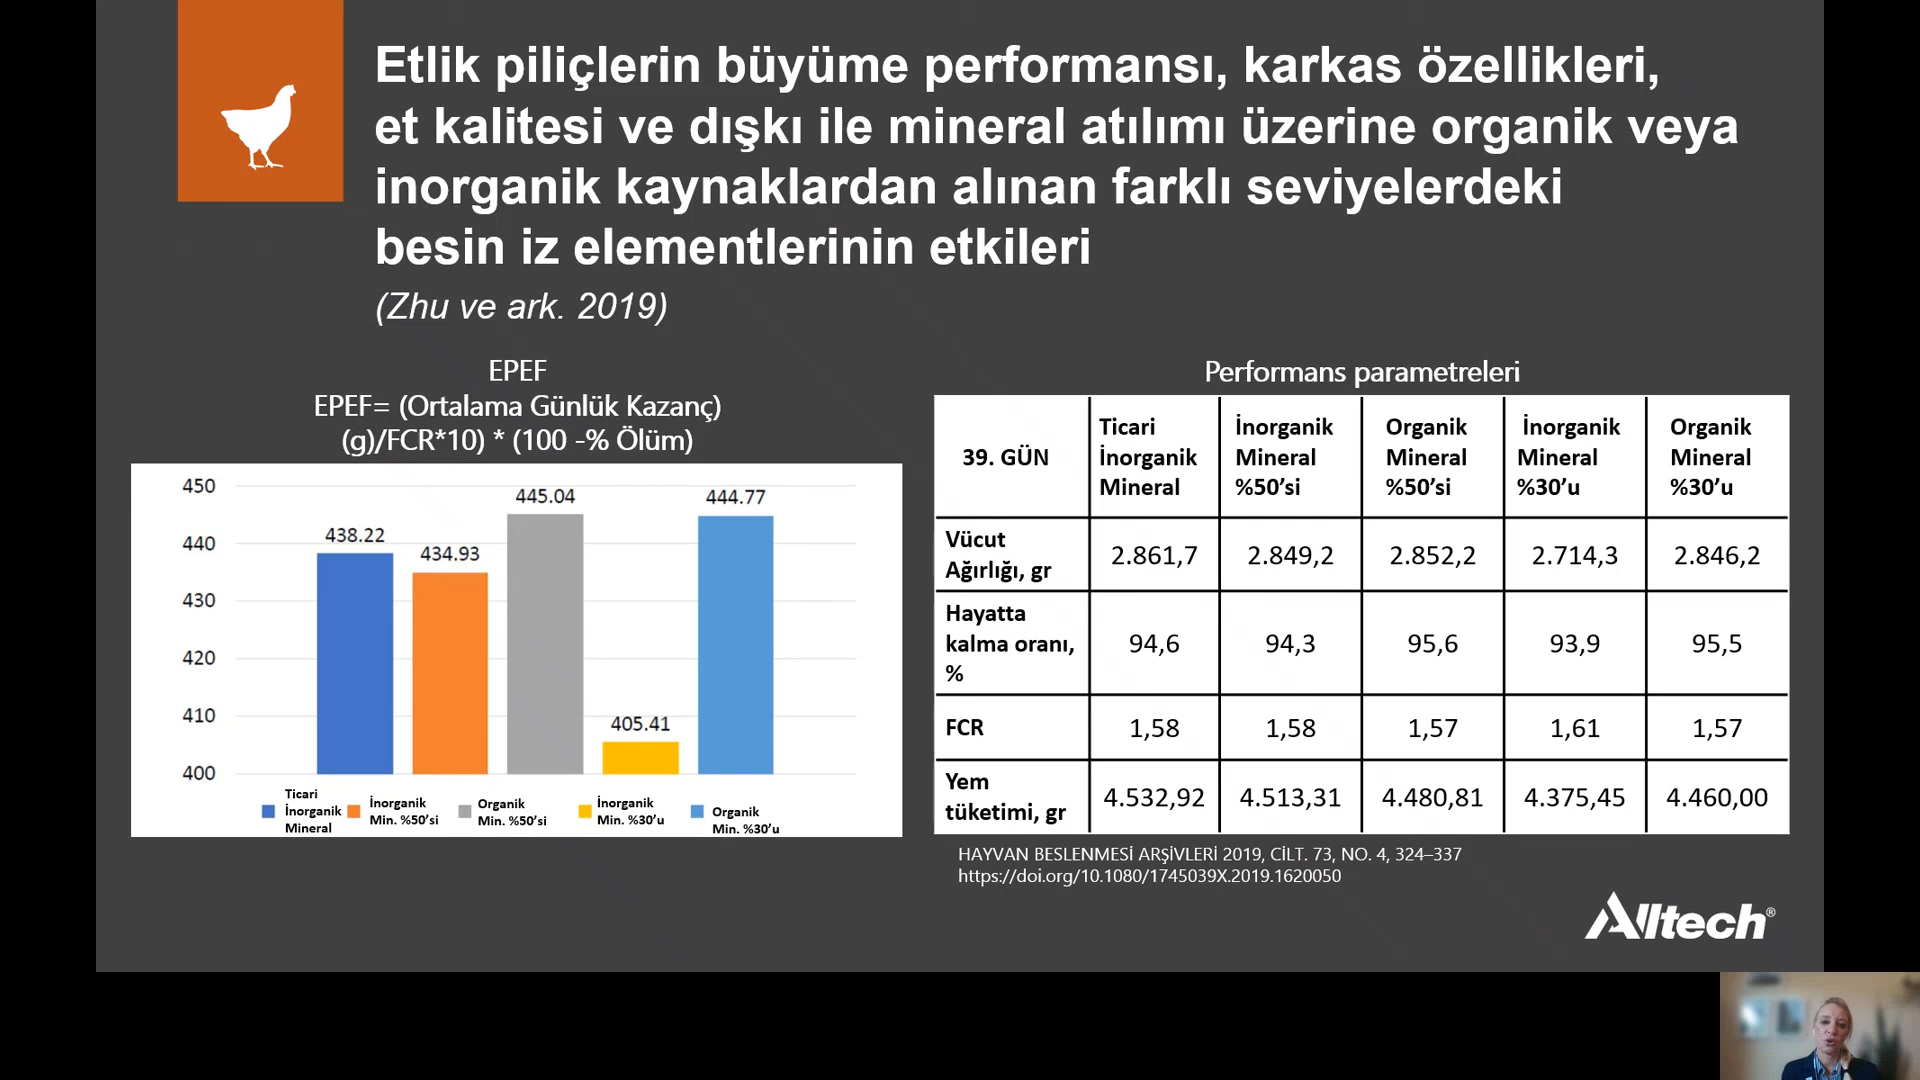 Etlik piliçlerin büyüme performansı, karkas özellikleri,
et kalitesi ve dışkı ile mineral atılımı üzerine organik veya
inorganik kaynaklardan alınan farklı seviyelerdeki
besin iz elementlerinin etkileri
(Zhu ve ark. 2019)
EPEF
EPEF= (Ortalama Günlük Kazanç)
(g)/FCR*10) * (100 -% Ölüm)
450
440
430
420
410
400
438.22
434.93
445.04
405.41
444.77
Ticari
İnorganik
Mineral
İnorganik
Min. %50’si
Organik
Min. %50’si
İnorganik
Min. %30’u
Organik
Min. %30’u
Performans parametreleri
39. GÜN
Ticari
İnorganik
Mineral
İnorganik
Mineral
%50’si
Organik
Mineral
%50’si
İnorganik
Mineral
%30’u
Organik
Mineral
%30’u
Vücut
Ağırlığı, gr
2.861,7
2.849,2
2.852,2
2.714,3
2.846,2
Hayatta
kalma oranı,
%
94,6
94,3
95,6
93,9
95,5
FCR
1,58
1,58
1,57
1,61
1,57
Yem
tüketimi, gr
4.532,92
4.513,31
4.480,81
4.375,45
4.460,00
HAYVAN BESLENMESİ ARŞİVLERİ 2019, CİLT. 73, NO. 4, 324–337
https://doi.org/10.1080/1745039X.2019.1620050
Alltech®